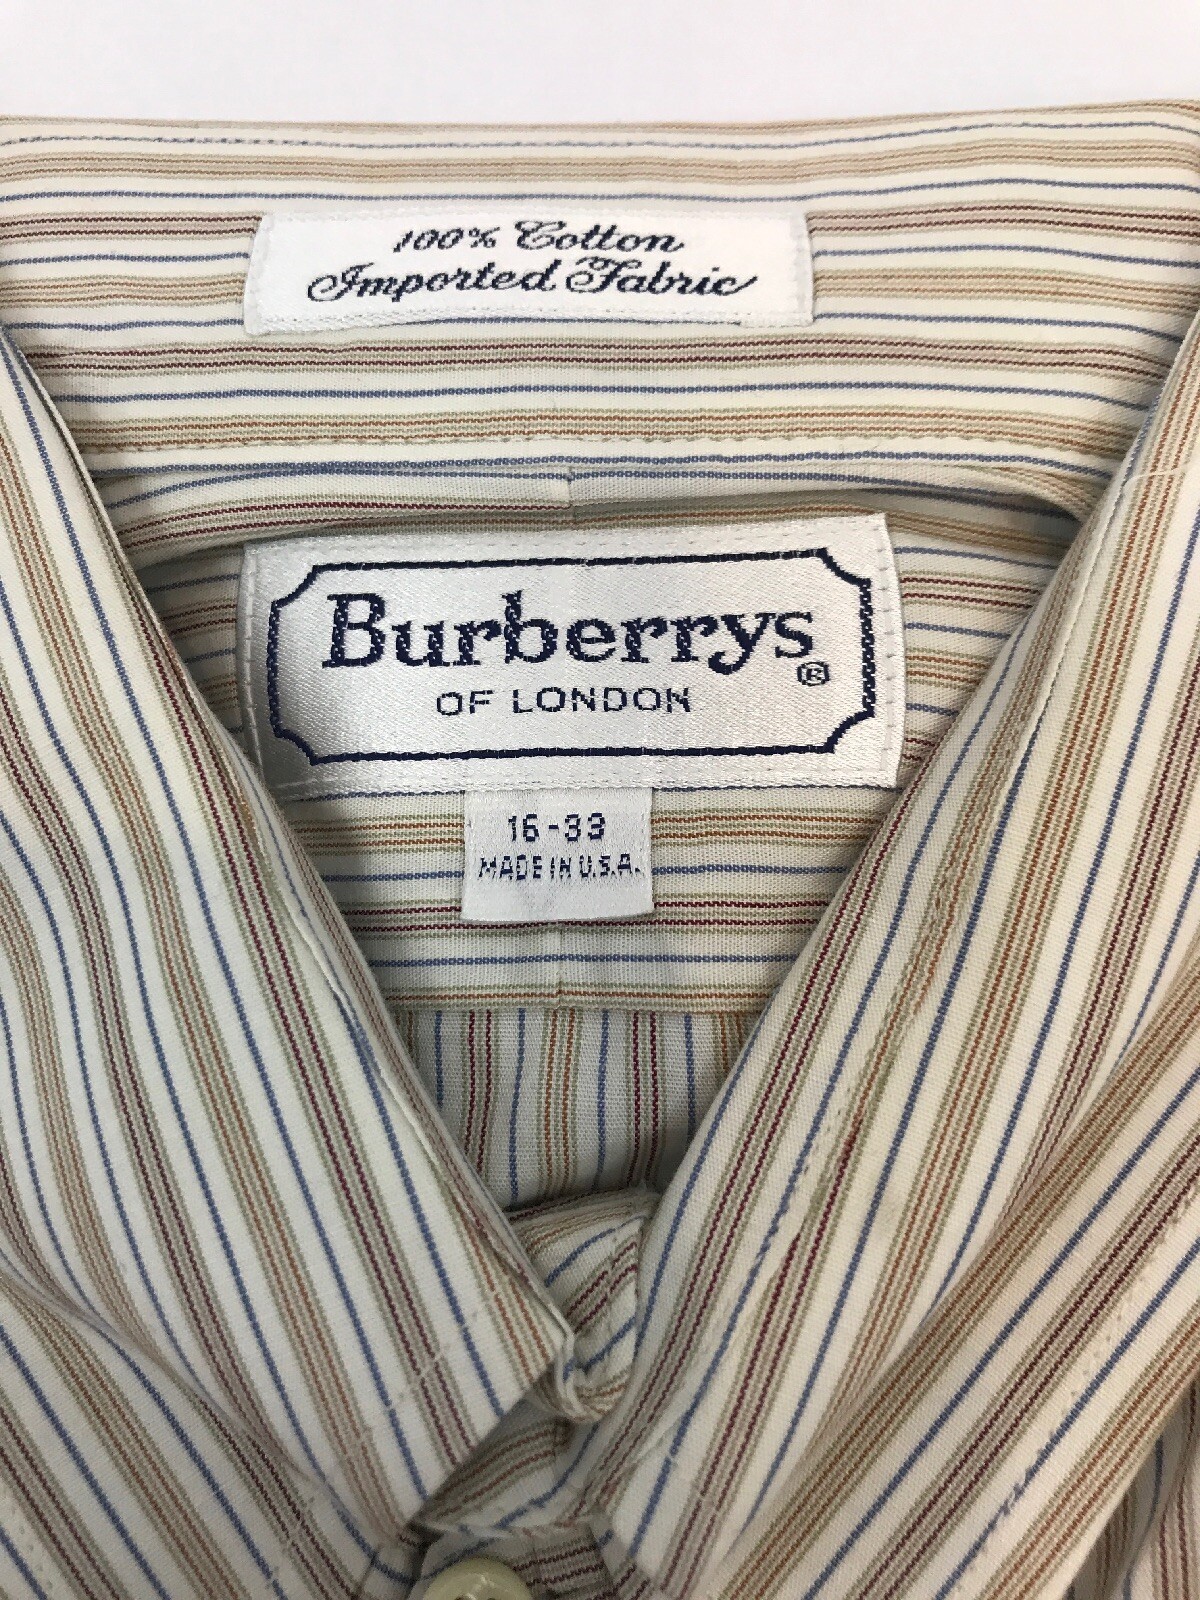 100% Cotton
Imported Fabric
Burberrys®
OF LONDON
16-33
MADE IN U.S.A.